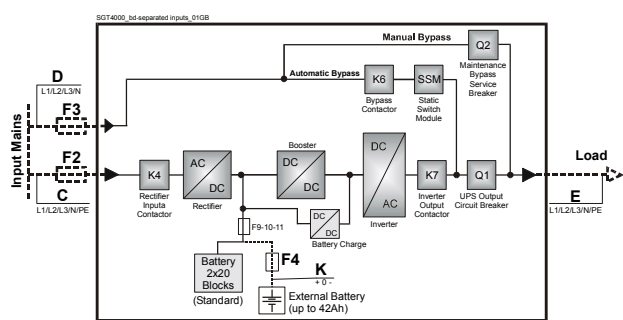 SGT4000_bd-separated inputs_01GB
Manual Bypass
Q2
Maintenance
Bypass
Service
Breaker
D
L1/L2/L3/N
Automatic Bypass
K6
SSM
Bypass
Contactor
Static
Switch
Module
F3
Input Mains
F2
C
L1/L2/L3/N/PE
K4
Rectifier
Inputa
Contactor
AC
DC
Rectifier
Booster
DC
DC
DC
AC
Inverter
K7
Inverter
Output
Contactor
Q1
UPS Output
Circuit Breaker
Load
E
L1/L2/L3/N/PE
DC
DC
Battery Charge
F9-10-11
Battery
2x20
Blocks
(Standard)
F4
K
+ 0 -
External Battery
(up to 42Ah)